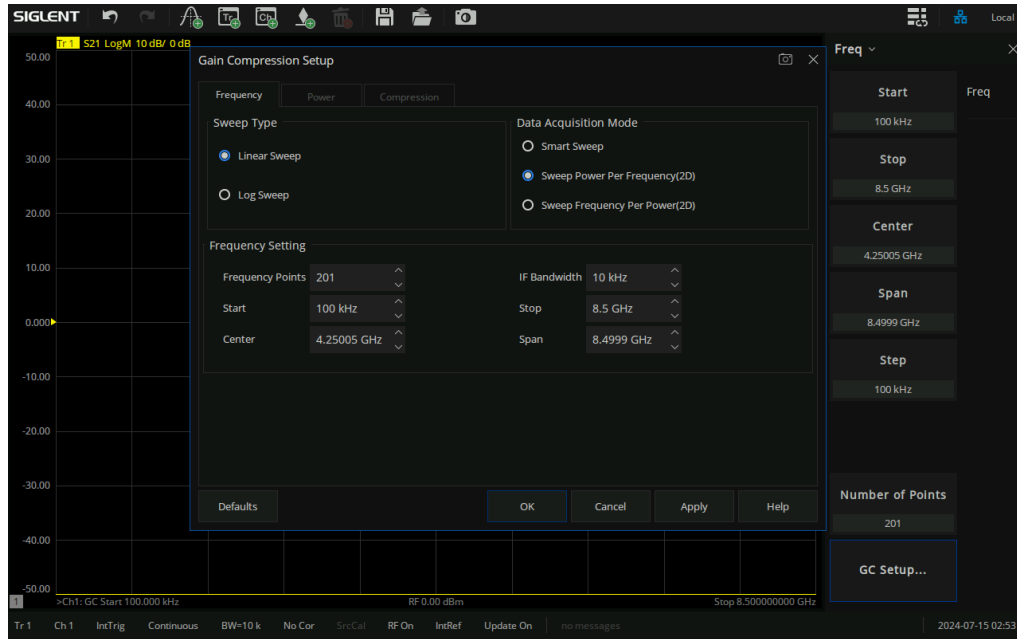 SIGLENT Tr Ch Local
Tr 1 S21 LogM 10 dB/ 0 dB
50.00
40.00
30.00
20.00
10.00
0.000
-10.00
-20.00
-30.00
-40.00
-50.00
Gain Compression Setup
Frequency Power Compression
Sweep Type
Linear Sweep
Log Sweep
Data Acquisition Mode
Smart Sweep
Sweep Power Per Frequency(2D)
Sweep Frequency Per Power(2D)
Frequency Setting
Frequency Points 201 IF Bandwidth 10 kHz
Start 100 kHz Stop 8.5 GHz
Center 4.25005 GHz Span 8.4999 GHz
Defaults OK Cancel Apply Help
Freq
Start
100 kHz
Stop
8.5 GHz
Center
4.25005 GHz
Span
8.4999 GHz
Step
100 kHz
Number of Points
201
GC Setup...
Freq
1 >Ch1: GC Start 100.000 kHz RF 0.00 dBm Stop 8.500000000 GHz
Tr 1 Ch 1 IntTrig Continuous BW=10 k No Cor SrcCal RF On IntRef Update On no messages 2024-07-15 02:53